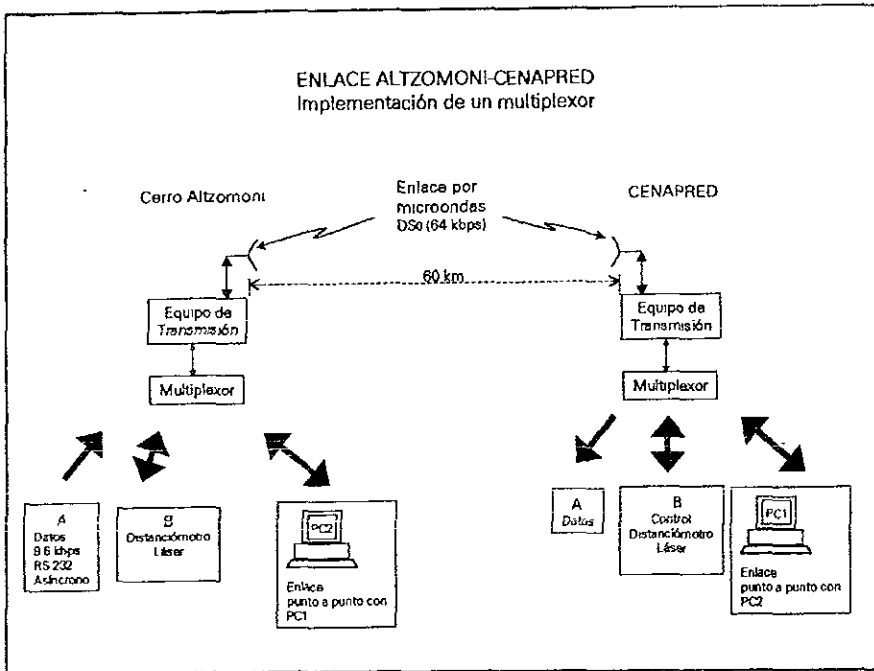 ENLACE ALTZOMONI-CENAPRED
Implementación de un multiplexor
Cerro Altzomoni
Enlace por
microondas
DSo (64 kbps)
CENAPRED
60 km
Equipo de
Transmisión
Multiplexor
Equipo de
Transmisión
Multiplexor
A
Datos
9.6 kbps
RS 232
Asíncrono
B
Distanciómetro
Láser
PC2
Enlace
punto a punto con
PC1
A
Datos
B
Control
Distanciómetro
Láser
PC1
Enlace
punto a punto con
PC2